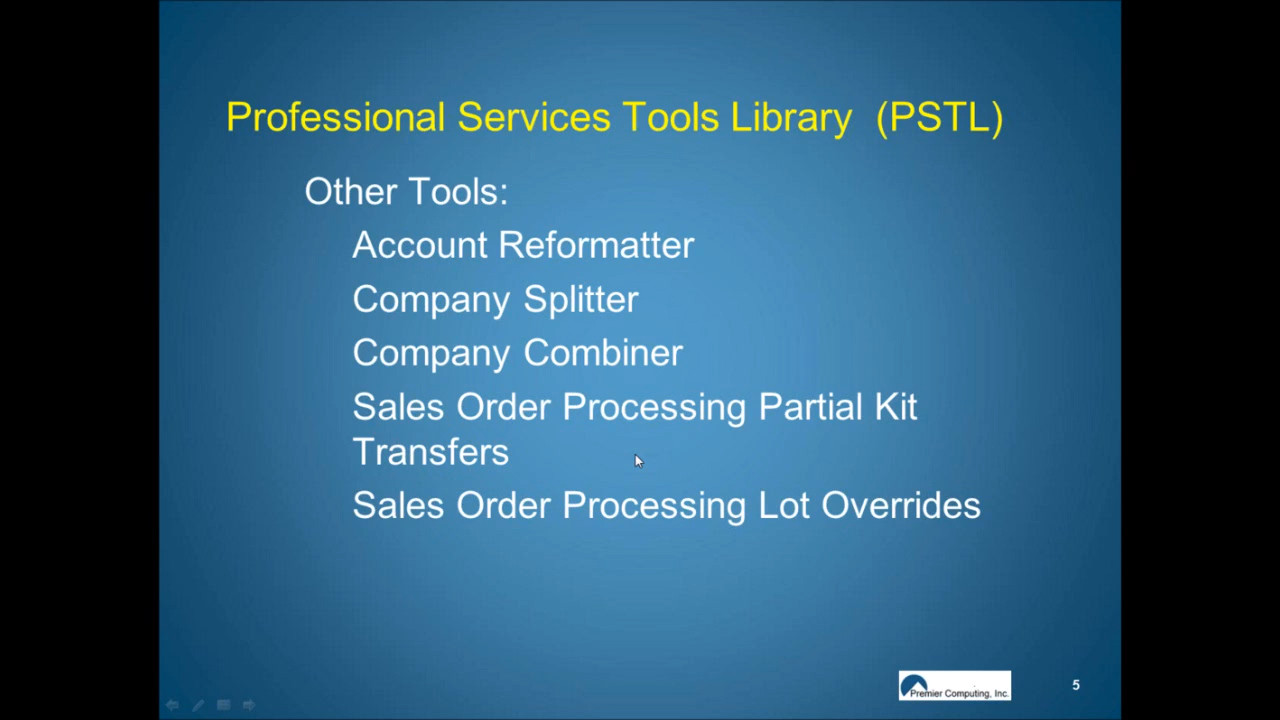 Professional Services Tools Library (PSTL)
Other Tools:
Account Reformatter
Company Splitter
Company Combiner
Sales Order Processing Partial Kit
Transfers
Sales Order Processing Lot Overrides
Premier Computing, Inc.
5